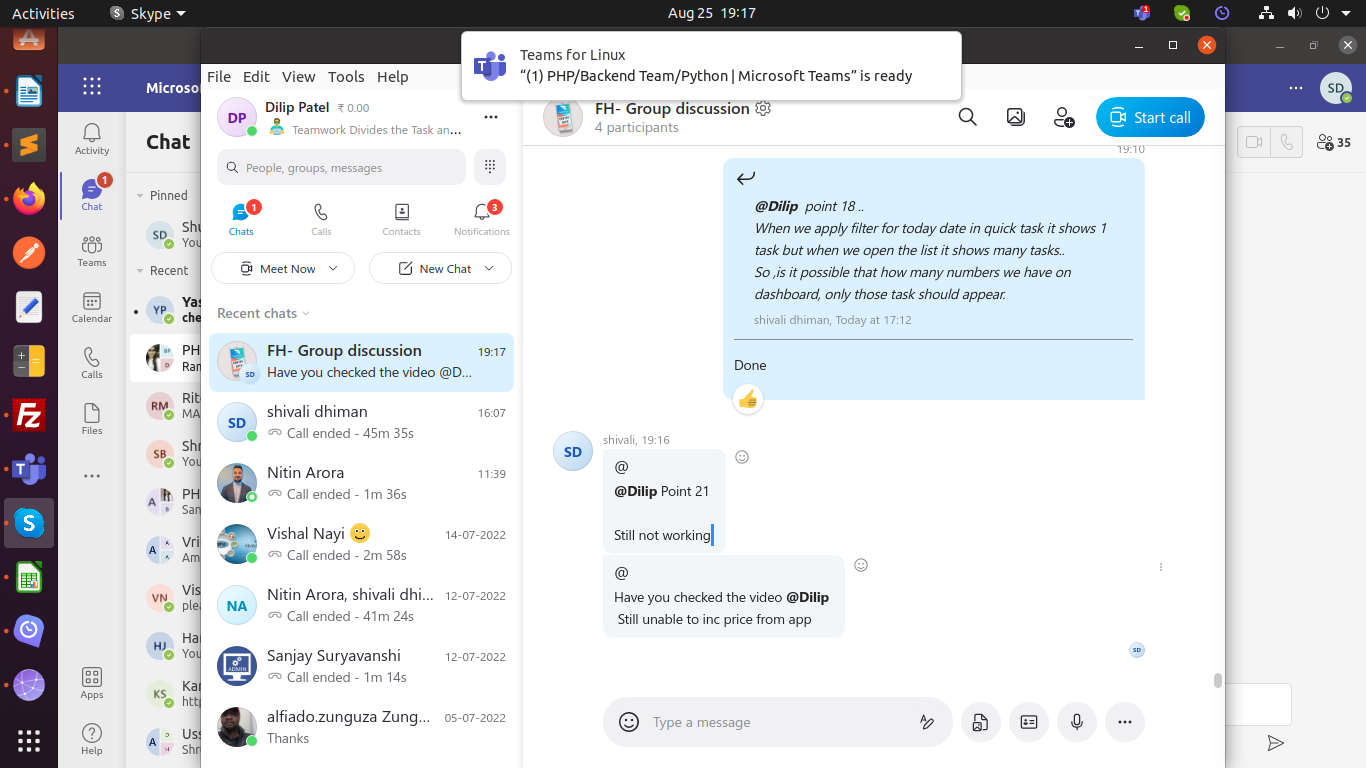 Activities
Skype
Aug 25 19:17
1
Teams for Linux
“(1) PHP/Backend Team/Python | Microsoft Teams” is ready
Microso
SD
Activity
1
Chat
Teams
Calendar
Calls
Files
Apps
Help
Chat
Pinned
SD
Shu
You
Recent
YP
Yas
che
BP
D
PH
Ran
RM
Rit
MA
SB
Shr
You
A
PH
San
A
A
A
Vri
Am
VN
Vis
plea
HJ
Har
You
KS
Kar
http
A
A
D
Uss
Shr
File Edit View Tools Help
DP
Dilip Patel ₹ 0.00
Teamwork Divides the Task an...
People, groups, messages
1
Chats
Calls
Contacts
3
Notifications
Meet Now
New Chat
Recent chats
FH- Group discussion 19:17
Have you checked the video @D...
SD
SD
shivali dhiman 16:07
Call ended - 45m 35s
Nitin Arora 11:39
Call ended - 1m 36s
Vishal Nayi 14-07-2022
Call ended - 2m 58s
NA
Nitin Arora, shivali dhi... 12-07-2022
Call ended - 41m 24s
ADMIN
Sanjay Suryavanshi 12-07-2022
Call ended - 1m 14s
alfiado.zunguza Zung... 05-07-2022
Thanks
FH- Group discussion
4 participants
Start call
19:10
@Dilip point 18 ..
When we apply filter for today date in quick task it shows 1
task but when we open the list it shows many tasks..
So ,is it possible that how many numbers we have on
dashboard, only those task should appear.
shivali dhiman, Today at 17:12
Done
SD
shivali, 19:16
@
@Dilip Point 21
Still not working
@
Have you checked the video @Dilip
Still unable to inc price from app
SD
Type a message
35